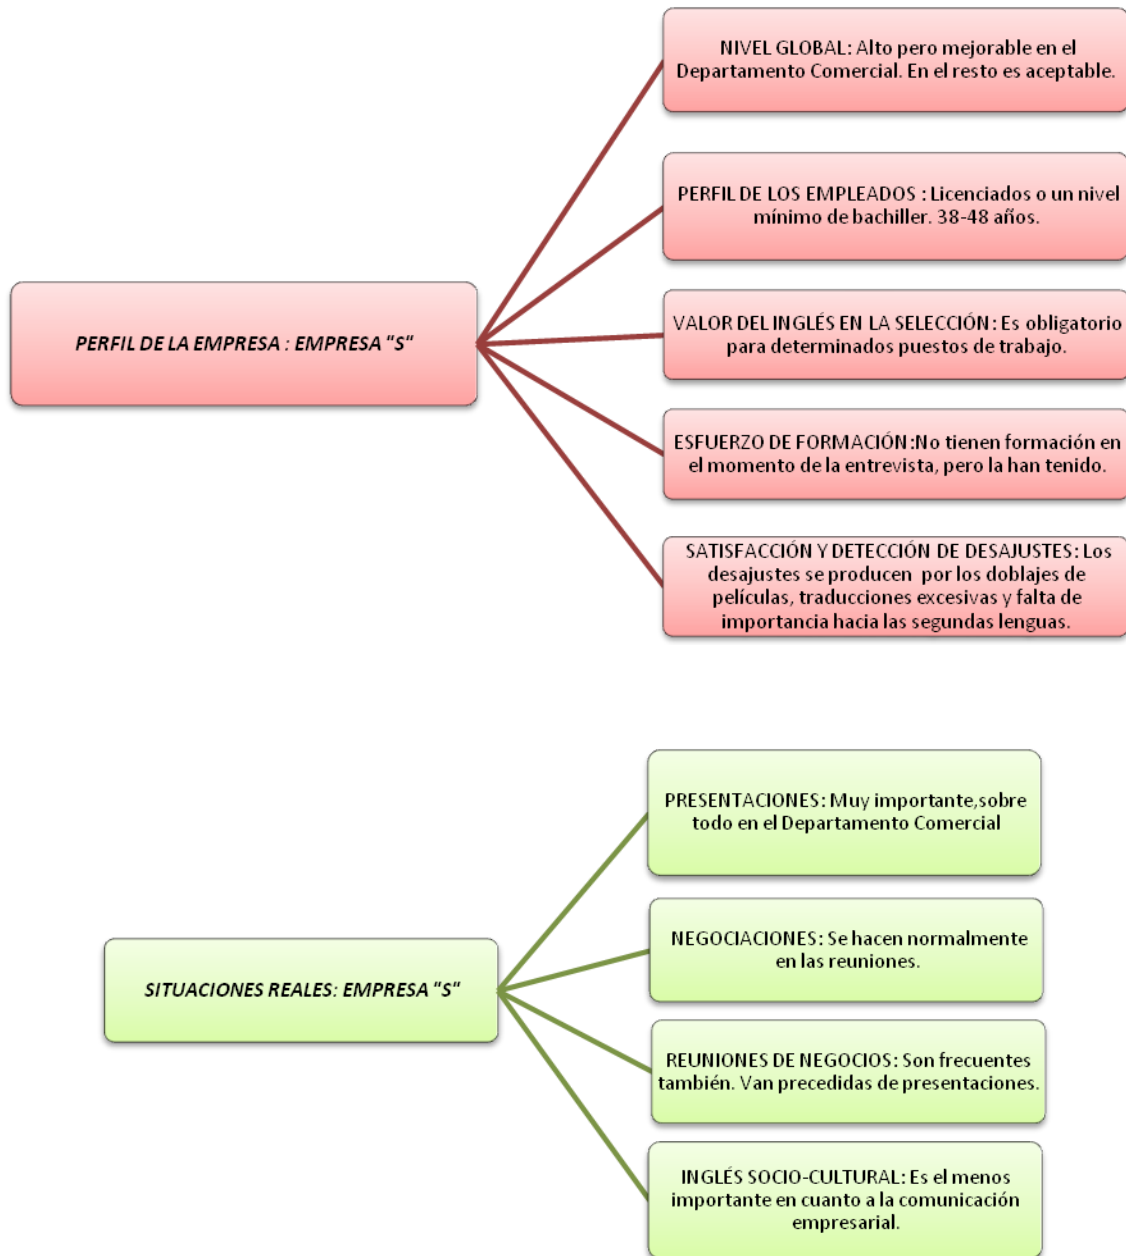 NIVEL GLOBAL: Alto pero mejorable en el
Departamento Comercial. En el resto es aceptable.
PERFIL DE LOS EMPLEADOS : Licenciados o un nivel
mínimo de bachiller. 38-48 años.
PERFIL DE LA EMPRESA : EMPRESA "S"
VALOR DEL INGLÉS EN LA SELECCIÓN: Es obligatorio
para determinados puestos de trabajo.
ESFUERZO DE FORMACIÓN :No tienen formación en
el momento de la entrevista, pero la han tenido.
SATISFACCIÓN Y DETECCIÓN DE DESAJUSTES: Los
desajustes se producen por los doblajes de
películas, traducciones excesivas y falta de
importancia hacia las segundas lenguas.
PRESENTACIONES: Muy importante,sobre
todo en el Departamento Comercial
NEGOCIACIONES: Se hacen normalmente
en las reuniones.
SITUACIONES REALES: EMPRESA "S"
REUNIONES DE NEGOCIOS: Son frecuentes
también. Van precedidas de presentaciones.
INGLÉS SOCIO-CULTURAL: Es el menos
importante en cuanto a la comunicación
empresarial.